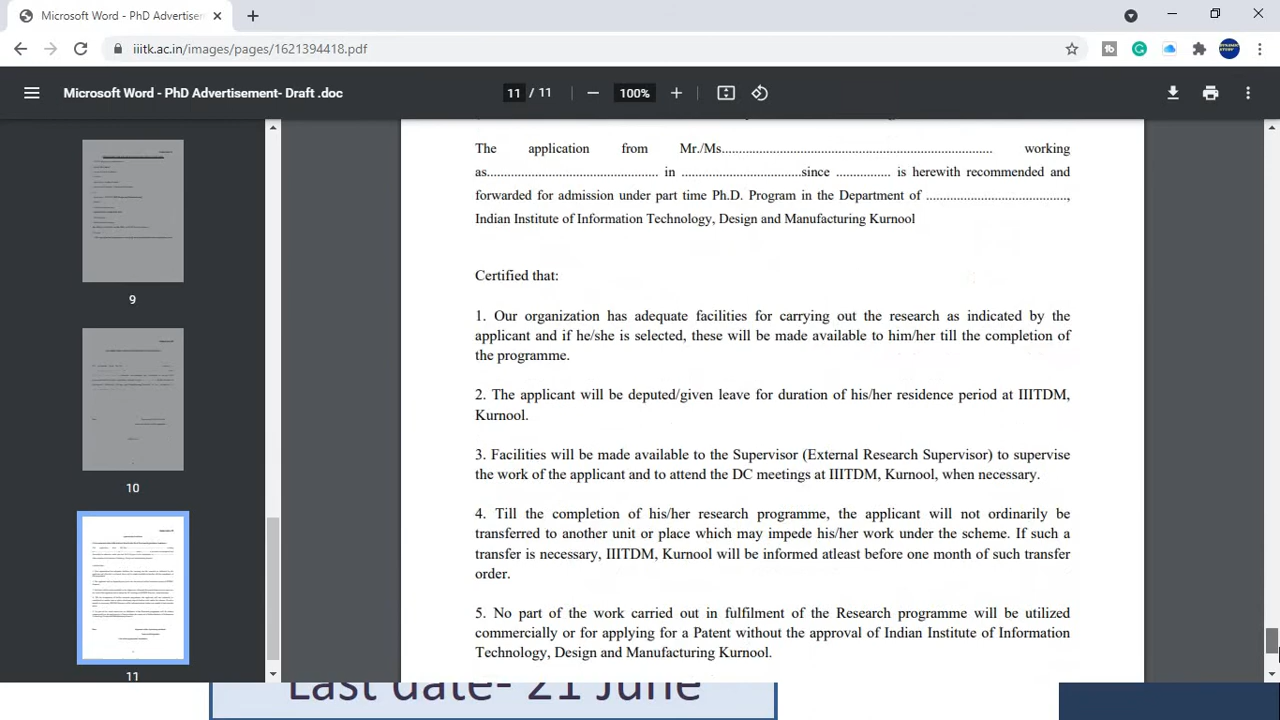 Microsoft Word - PhD Advertisen
iiitk.ac.in/images/pages/1621394418.pdf
Microsoft Word - PhD Advertisement- Draft .doc
11 / 11
100%
9
10
11
The application from Mr./Ms.............................................................................. working
as.................................................. in ...................................since ............... is herewith recommended and
forwarded for admission under part time Ph.D. Program in the Department of ........................................,
Indian Institute of Information Technology, Design and Manufacturing Kurnool
Certified that:
1. Our organization has adequate facilities for carrying out the research as indicated by the
applicant and if he/she is selected, these will be made available to him/her till the completion of
the programme.
2. The applicant will be deputed/given leave for duration of his/her residence period at IIITDM,
Kurnool.
3. Facilities will be made available to the Supervisor (External Research Supervisor) to supervise
the work of the applicant and to attend the DC meetings at IIITDM, Kurnool, when necessary.
4. Till the completion of his/her research programme, the applicant will not ordinarily be
transferred to another unit or place which may impede his/her work under the scheme. If such a
transfer is necessary, IIITDM, Kurnool will be informed atleast before one month of such transfer
order.
5. No part of the work carried out in fulfilment of the Research programme will be utilized
commercially or for applying for a Patent without the approval of Indian Institute of Information
Technology, Design and Manufacturing Kurnool.
Last date- 21 June